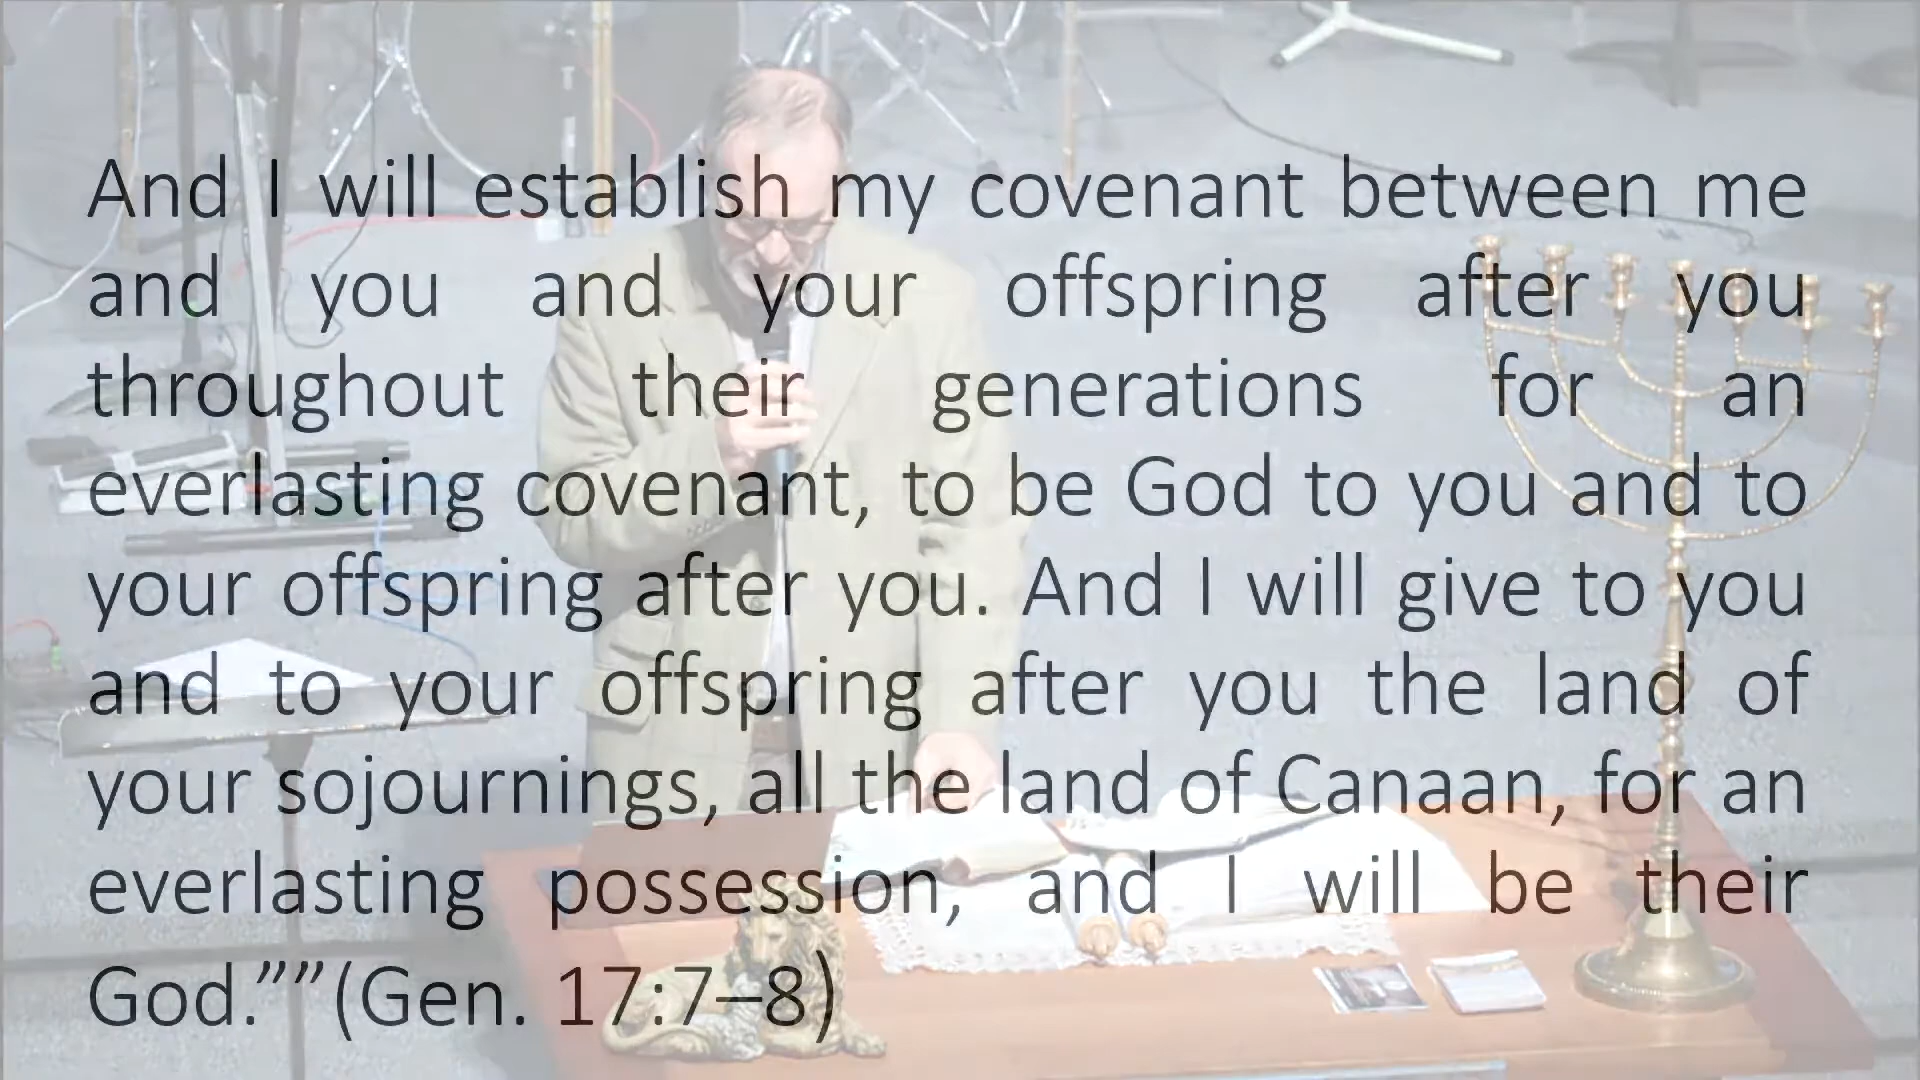 And I will establish my covenant between me
and you and your offspring after you
throughout their generations for an
everlasting covenant, to be God to you and to
your offspring after you. And I will give to you
and to your offspring after you the land of
your sojournings, all the land of Canaan, for an
everlasting possession, and I will be their
God.””(Gen. 17:7–8)